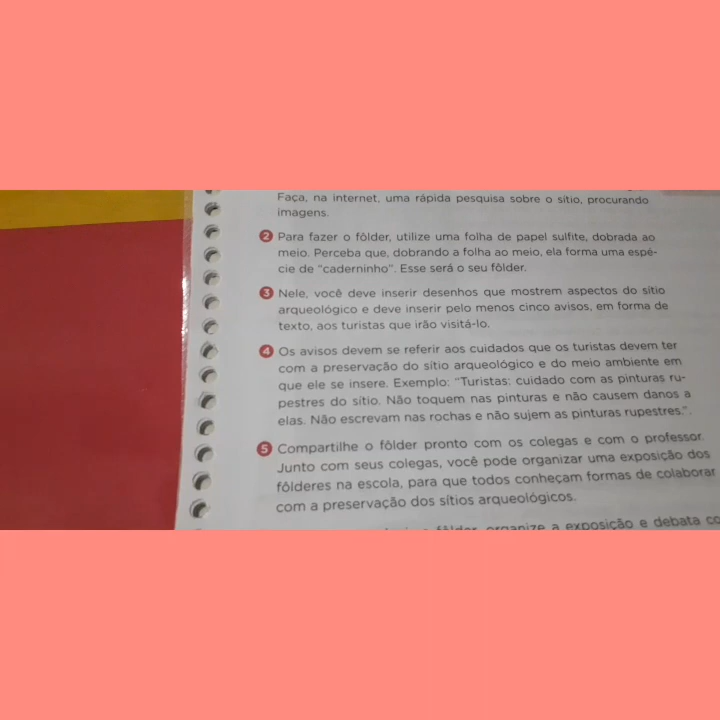 Faça, na internet, uma rápida pesquisa sobre o sítio, procurando
imagens.
2 Para fazer o fôlder, utilize uma folha de papel sulfite, dobrada ao
meio. Perceba que, dobrando a folha ao meio, ela forma uma espé-
cie de “caderninho”. Esse será o seu fôlder.
3 Nele, você deve inserir desenhos que mostrem aspectos do sítio
arqueológico e deve inserir pelo menos cinco avisos, em forma de
texto, aos turistas que irão visitá-lo.
4 Os avisos devem se referir aos cuidados que os turistas devem ter
com a preservação do sítio arqueológico e do meio ambiente em
que ele se insere. Exemplo: “Turistas: cuidado com as pinturas ru-
pestres do sítio. Não toquem nas pinturas e não causem danos a
elas. Não escrevam nas rochas e não sujem as pinturas rupestres.”.
5 Compartilhe o fôlder pronto com os colegas e com o professor.
Junto com seus colegas, você pode organizar uma exposição dos
fôlderes na escola, para que todos conheçam formas de colaborar
com a preservação dos sítios arqueológicos.
fôlder, organize a exposição e debata co